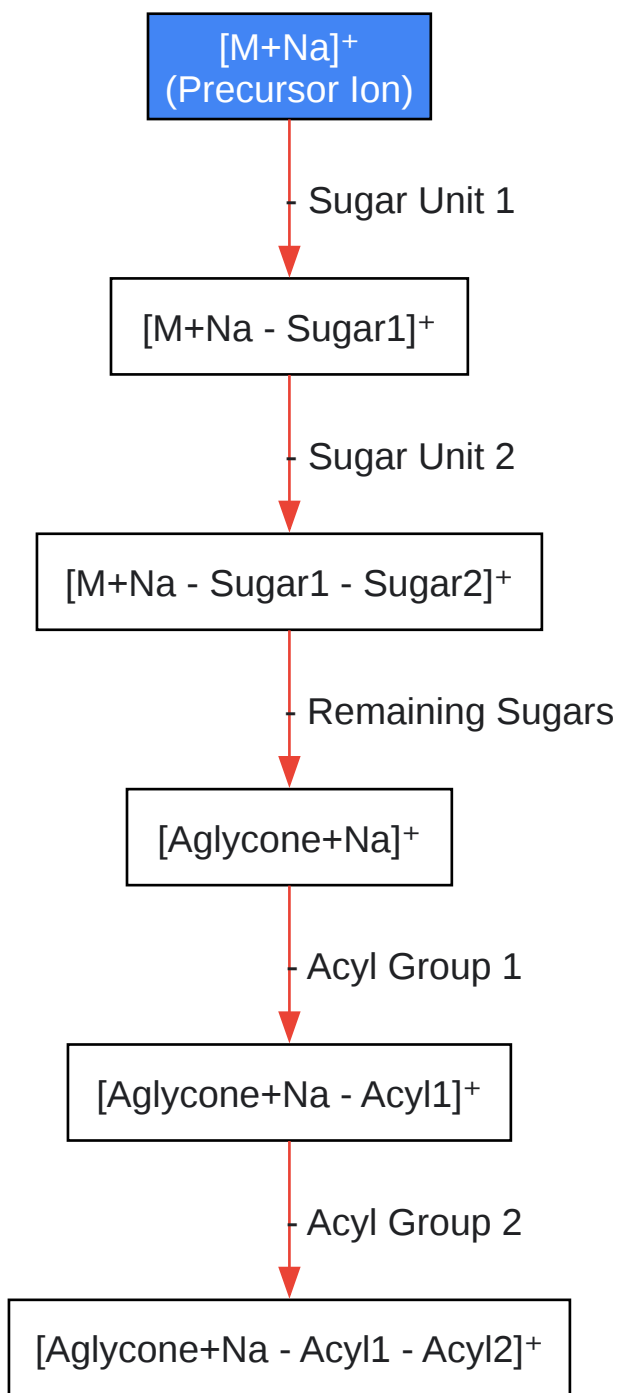 [M+Na]⁺
(Precursor Ion)
- Sugar Unit 1
[M+Na - Sugar1]⁺
- Sugar Unit 2
[M+Na - Sugar1 - Sugar2]⁺
- Remaining Sugars
[Aglycone+Na]⁺
- Acyl Group 1
[Aglycone+Na - Acyl1]⁺
- Acyl Group 2
[Aglycone+Na - Acyl1 - Acyl2]⁺